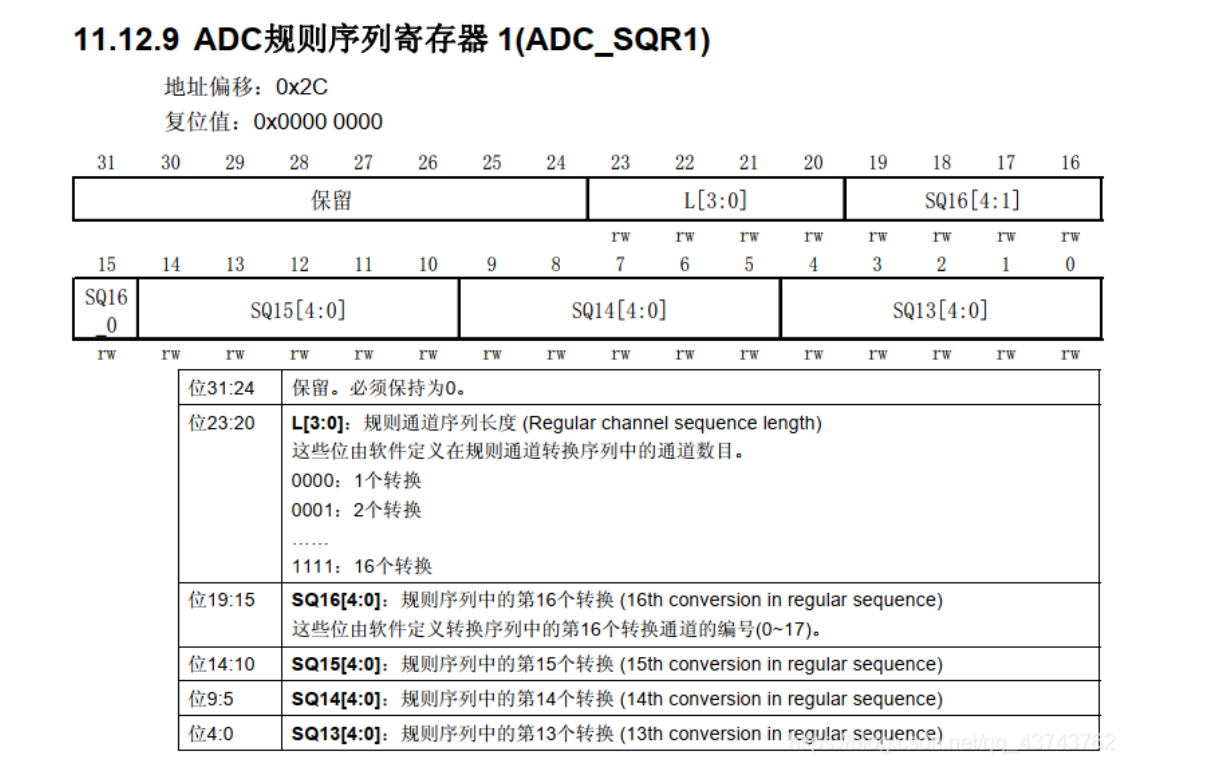 11.12.9 ADC规则序列寄存器 1(ADC_SQR1)
地址偏移：0x2C
复位值：0x0000 0000
31 30 29 28 27 26 25 24 23 22 21 20 19 18 17 16
保留 L[3:0] SQ16[4:1]
rw rw rw rw rw rw rw rw
15 14 13 12 11 10 9 8 7 6 5 4 3 2 1 0
SQ16
_0 SQ15[4:0] SQ14[4:0] SQ13[4:0]
rw rw rw rw rw rw rw rw rw rw rw rw rw rw rw rw
位31:24 保留。必须保持为0。
位23:20 L[3:0]：规则通道序列长度 (Regular channel sequence length)
这些位由软件定义在规则通道转换序列中的通道数目。
0000：1个转换
0001：2个转换
……
1111：16个转换
位19:15 SQ16[4:0]：规则序列中的第16个转换 (16th conversion in regular sequence)
这些位由软件定义转换序列中的第16个转换通道的编号(0~17)。
位14:10 SQ15[4:0]：规则序列中的第15个转换 (15th conversion in regular sequence)
位9:5 SQ14[4:0]：规则序列中的第14个转换 (14th conversion in regular sequence)
位4:0 SQ13[4:0]：规则序列中的第13个转换 (13th conversion in regular sequence)
https://blog.csdn.net/qq_43743762